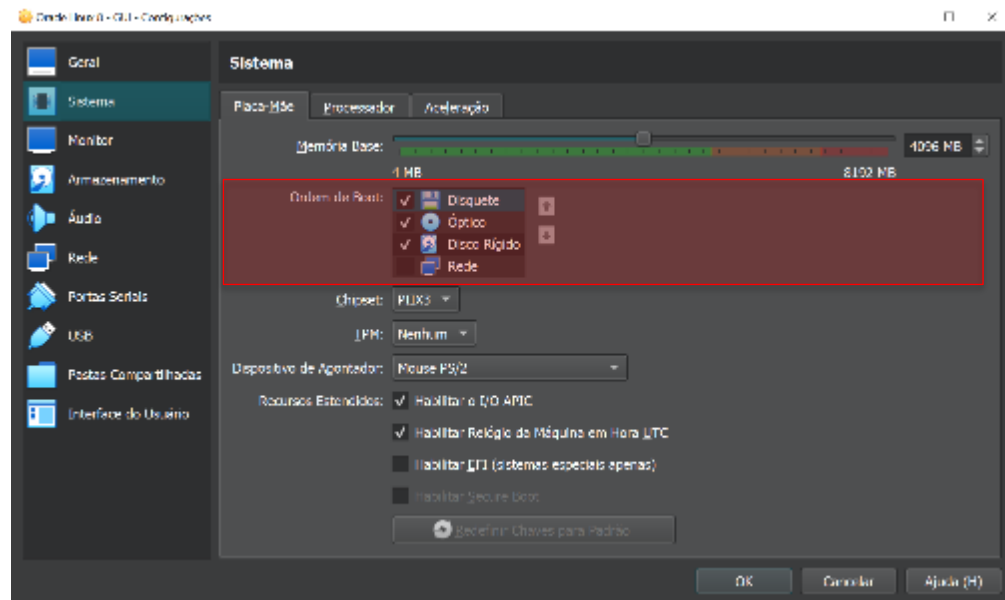 Oracle Linux 8 - GUI - Configurações
Geral
Sistema
Monitor
Armazenamento
Áudio
Rede
Portas Seriais
USB
Pastas Compartilhadas
Interface do Usuário
Sistema
Placa-Mãe Processador Aceleração
Memória Base: 4096 MB
4 MB 8192 MB
Ordem de Boot: Disquete
Óptico
Disco Rígido
Rede
Chipset: PIIX3
TPM: Nenhum
Dispositivo de Apontador: Mouse PS/2
Recursos Estendidos: Habilitar o I/O APIC
Habilitar Relógio da Máquina em Hora UTC
Habilitar EFI (sistemas especiais apenas)
Habilitar Secure Boot
Redefinir Chaves para Padrão
OK Cancelar Ajuda (H)